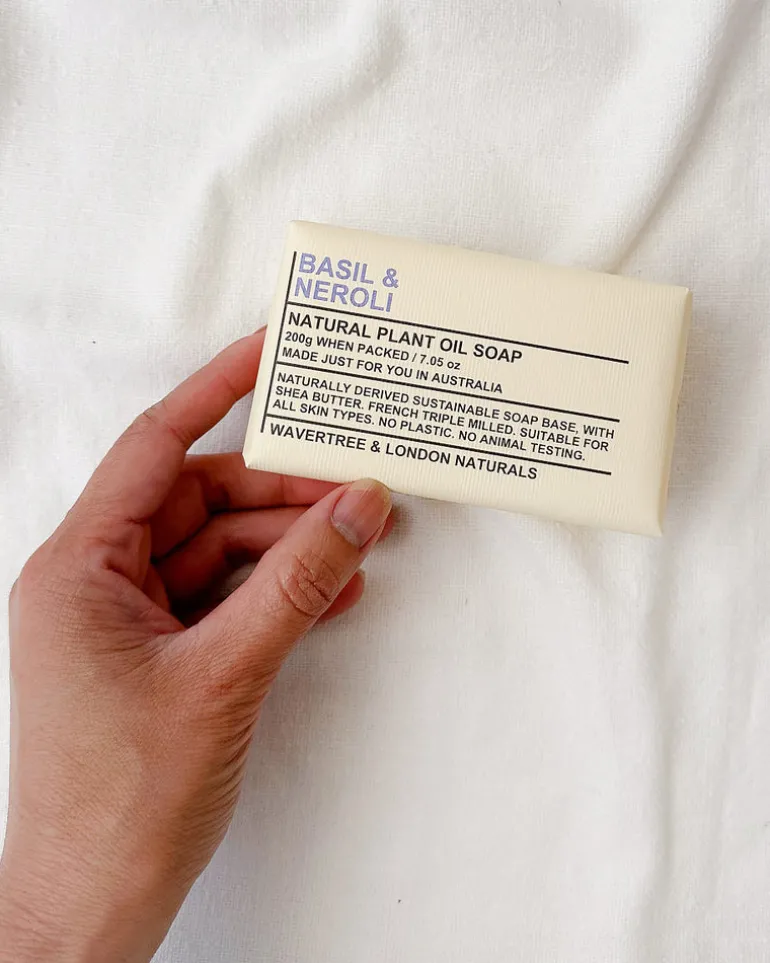 BASIL &
NEROLI
NATURAL PLANT OIL SOAP
200g WHEN PACKED / 7.05 oz
MADE JUST FOR YOU IN AUSTRALIA
NATURALLY DERIVED SUSTAINABLE SOAP BASE, WITH
SHEA BUTTER. FRENCH TRIPLE MILLED. SUITABLE FOR
ALL SKIN TYPES. NO PLASTIC. NO ANIMAL TESTING.
WAVERTREE & LONDON NATURALS